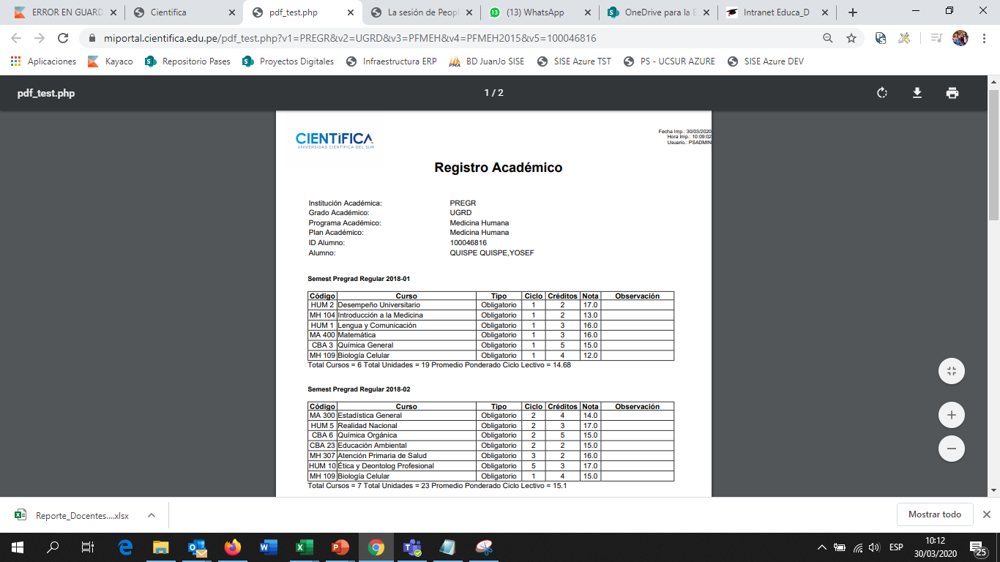 ERROR EN GUARD
Cientifica
pdf_test.php
La sesión de Peopl
(13) WhatsApp
OneDrive para la E
Intranet Educa_D
miportal.cientifica.edu.pe/pdf_test.php?v1=PREGR&v2=UGRD&v3=PFMEH&v4=PFMEH2015&v5=100046816
Aplicaciones Kayaco Repositorio Pases Proyectos Digitales Infraestructura ERP BD JuanJo SISE SISE Azure TST PS - UCSUR AZURE SISE Azure DEV
pdf_test.php 1 / 2
CIENTÍFICA
UNIVERSIDAD CIENTÍFICA DEL SUR
Fecha Imp.: 30/03/2020
Hora Imp.: 10:09:02
Usuario.: PSADMIN
Registro Académico
Institución Académica: PREGR
Grado Académico: UGRD
Programa Académico: Medicina Humana
Plan Académico: Medicina Humana
ID Alumno: 100046816
Alumno: QUISPE QUISPE,YOSEF
Semest Pregrad Regular 2018-01
Código Curso Tipo Ciclo Créditos Nota Observación
HUM 2 Desempeño Universitario Obligatorio 1 2 17.0
MH 104 Introducción a la Medicina Obligatorio 1 2 13.0
HUM 1 Lengua y Comunicación Obligatorio 1 3 16.0
MA 400 Matemática Obligatorio 1 3 16.0
CBA 3 Química General Obligatorio 1 5 15.0
MH 109 Biología Celular Obligatorio 1 4 12.0
Total Cursos = 6 Total Unidades = 19 Promedio Ponderado Ciclo Lectivo = 14.68
Semest Pregrad Regular 2018-02
Código Curso Tipo Ciclo Créditos Nota Observación
MA 300 Estadística General Obligatorio 2 4 14.0
HUM 5 Realidad Nacional Obligatorio 2 3 17.0
CBA 6 Química Orgánica Obligatorio 2 5 15.0
CBA 23 Educación Ambiental Obligatorio 2 2 15.0
MH 307 Atención Primaria de Salud Obligatorio 3 2 16.0
HUM 10 Ética y Deontolog Profesional Obligatorio 5 3 17.0
MH 109 Biología Celular Obligatorio 1 4 15.0
Total Cursos = 7 Total Unidades = 23 Promedio Ponderado Ciclo Lectivo = 15.1
Reporte_Docentes....xlsx Mostrar todo
ESP
10:12
30/03/2020
25